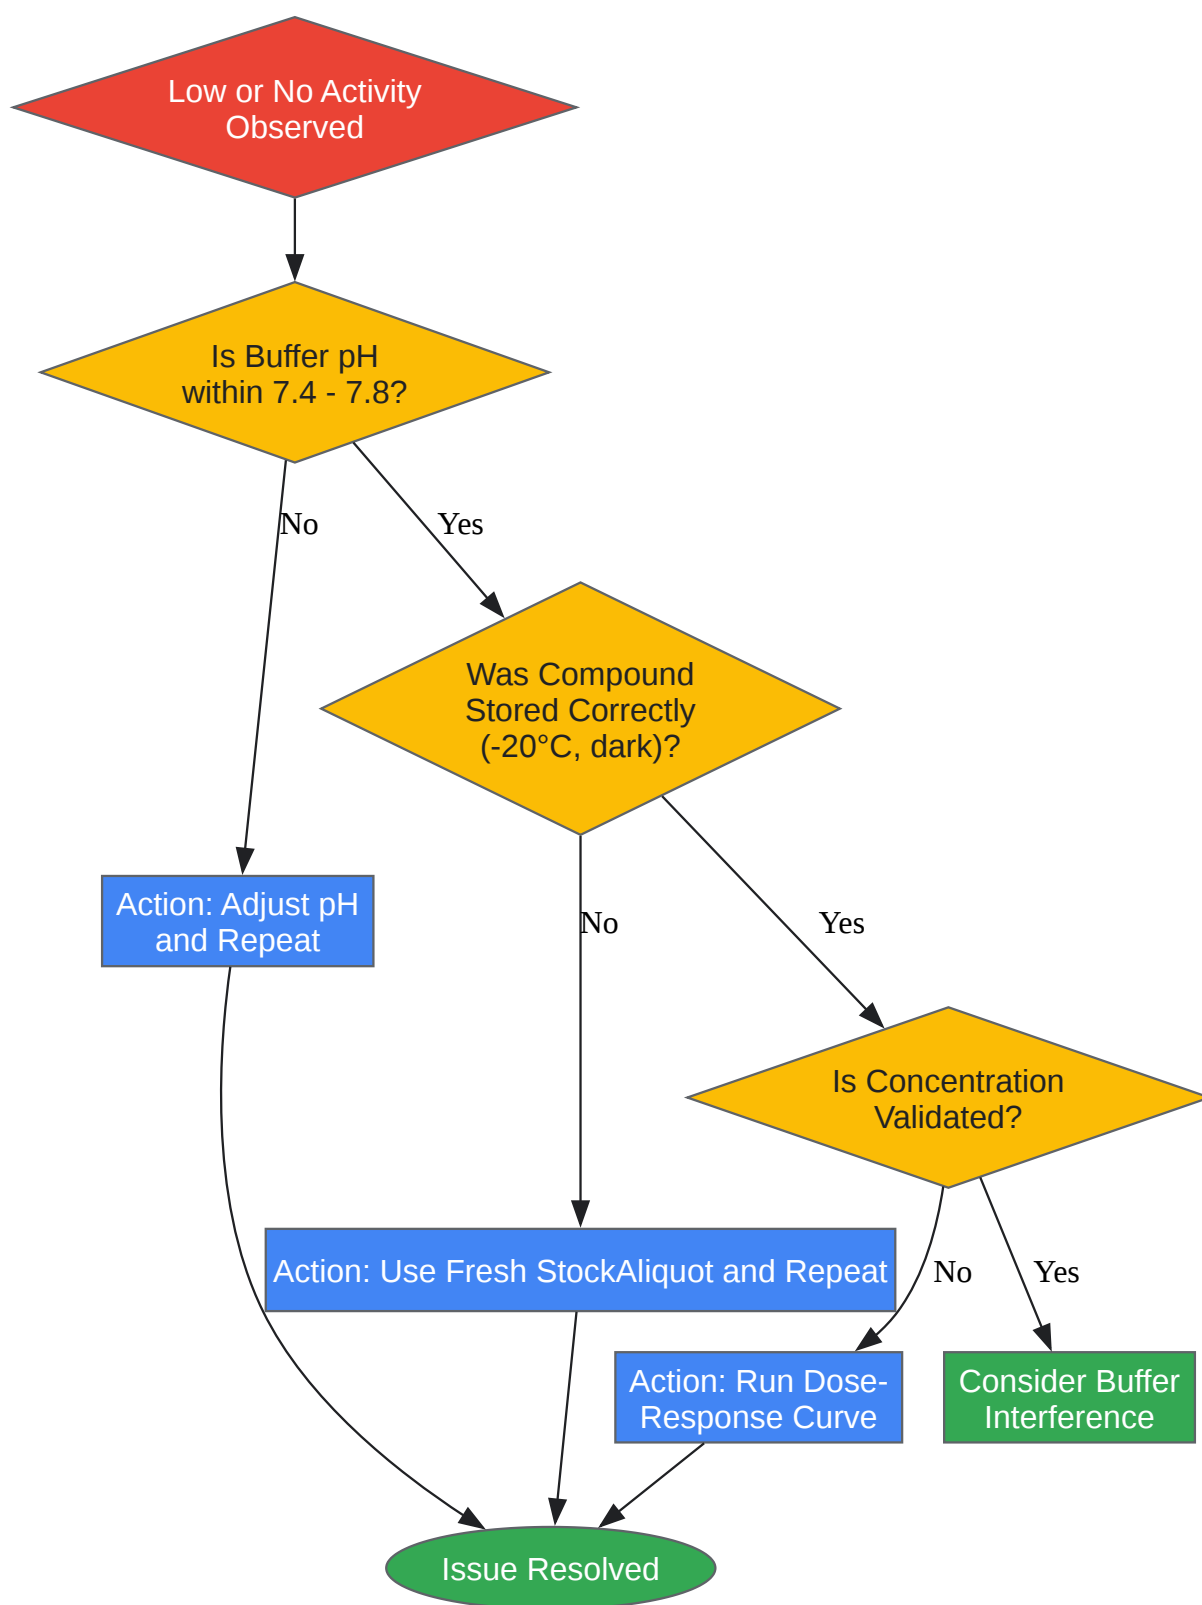 Low or No Activity
Observed
Is Buffer pH
within 7.4 - 7.8?
No
Yes
Was Compound
Stored Correctly
(-20°C, dark)?
Action: Adjust pH
and Repeat
No
Yes
Is Concentration
Validated?
Action: Use Fresh StockAliquot and Repeat
No
Yes
Action: Run Dose-
Response Curve
Consider Buffer
Interference
Issue Resolved